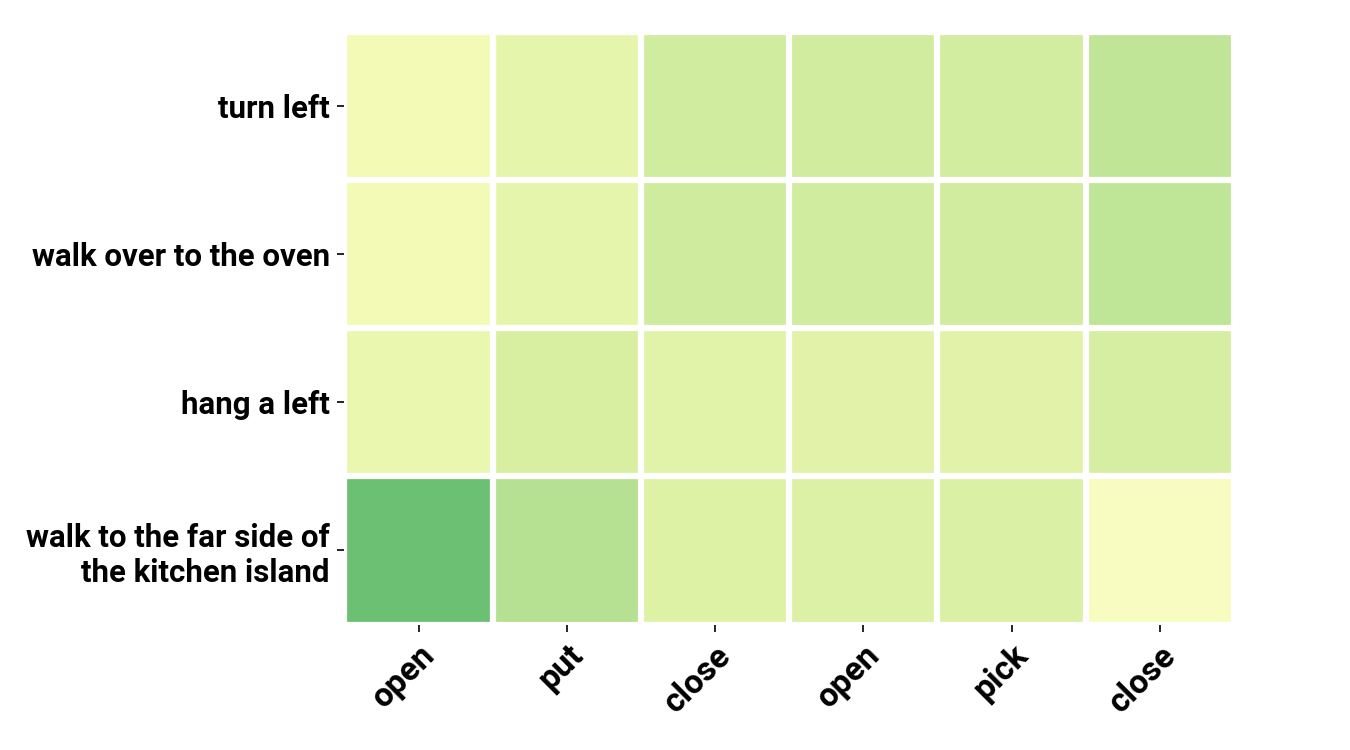 turn left
walk over to the oven
hang a left
walk to the far side of
the kitchen island
open
put
close
open
pick
close